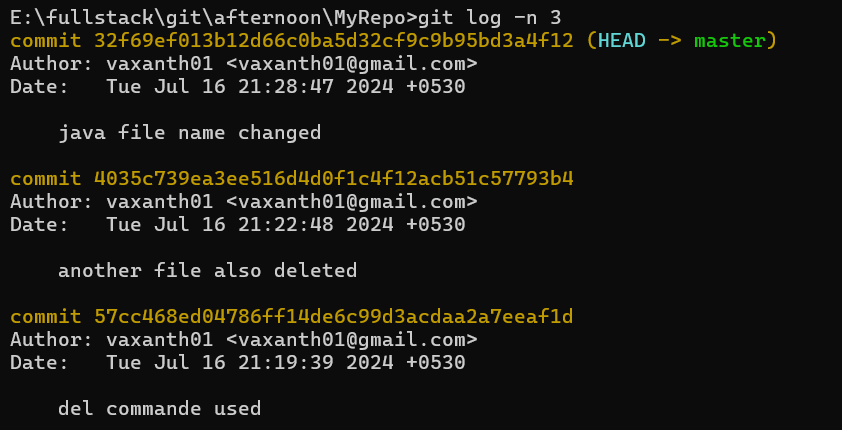 E:\fullstack\git\afternoon\MyRepo>git log -n 3
commit 32f69ef013b12d66c0ba5d32cf9c9b95bd3a4f12 (HEAD -> master)
Author: vaxanth01 <vaxanth01@gmail.com>
Date:   Tue Jul 16 21:28:47 2024 +0530
    java file name changed
commit 4035c739ea3ee516d4d0f1c4f12acb51c57793b4
Author: vaxanth01 <vaxanth01@gmail.com>
Date:   Tue Jul 16 21:22:48 2024 +0530
    another file also deleted
commit 57cc468ed04786ff14de6c99d3acdaa2a7eeaf1d
Author: vaxanth01 <vaxanth01@gmail.com>
Date:   Tue Jul 16 21:19:39 2024 +0530
    del commande used